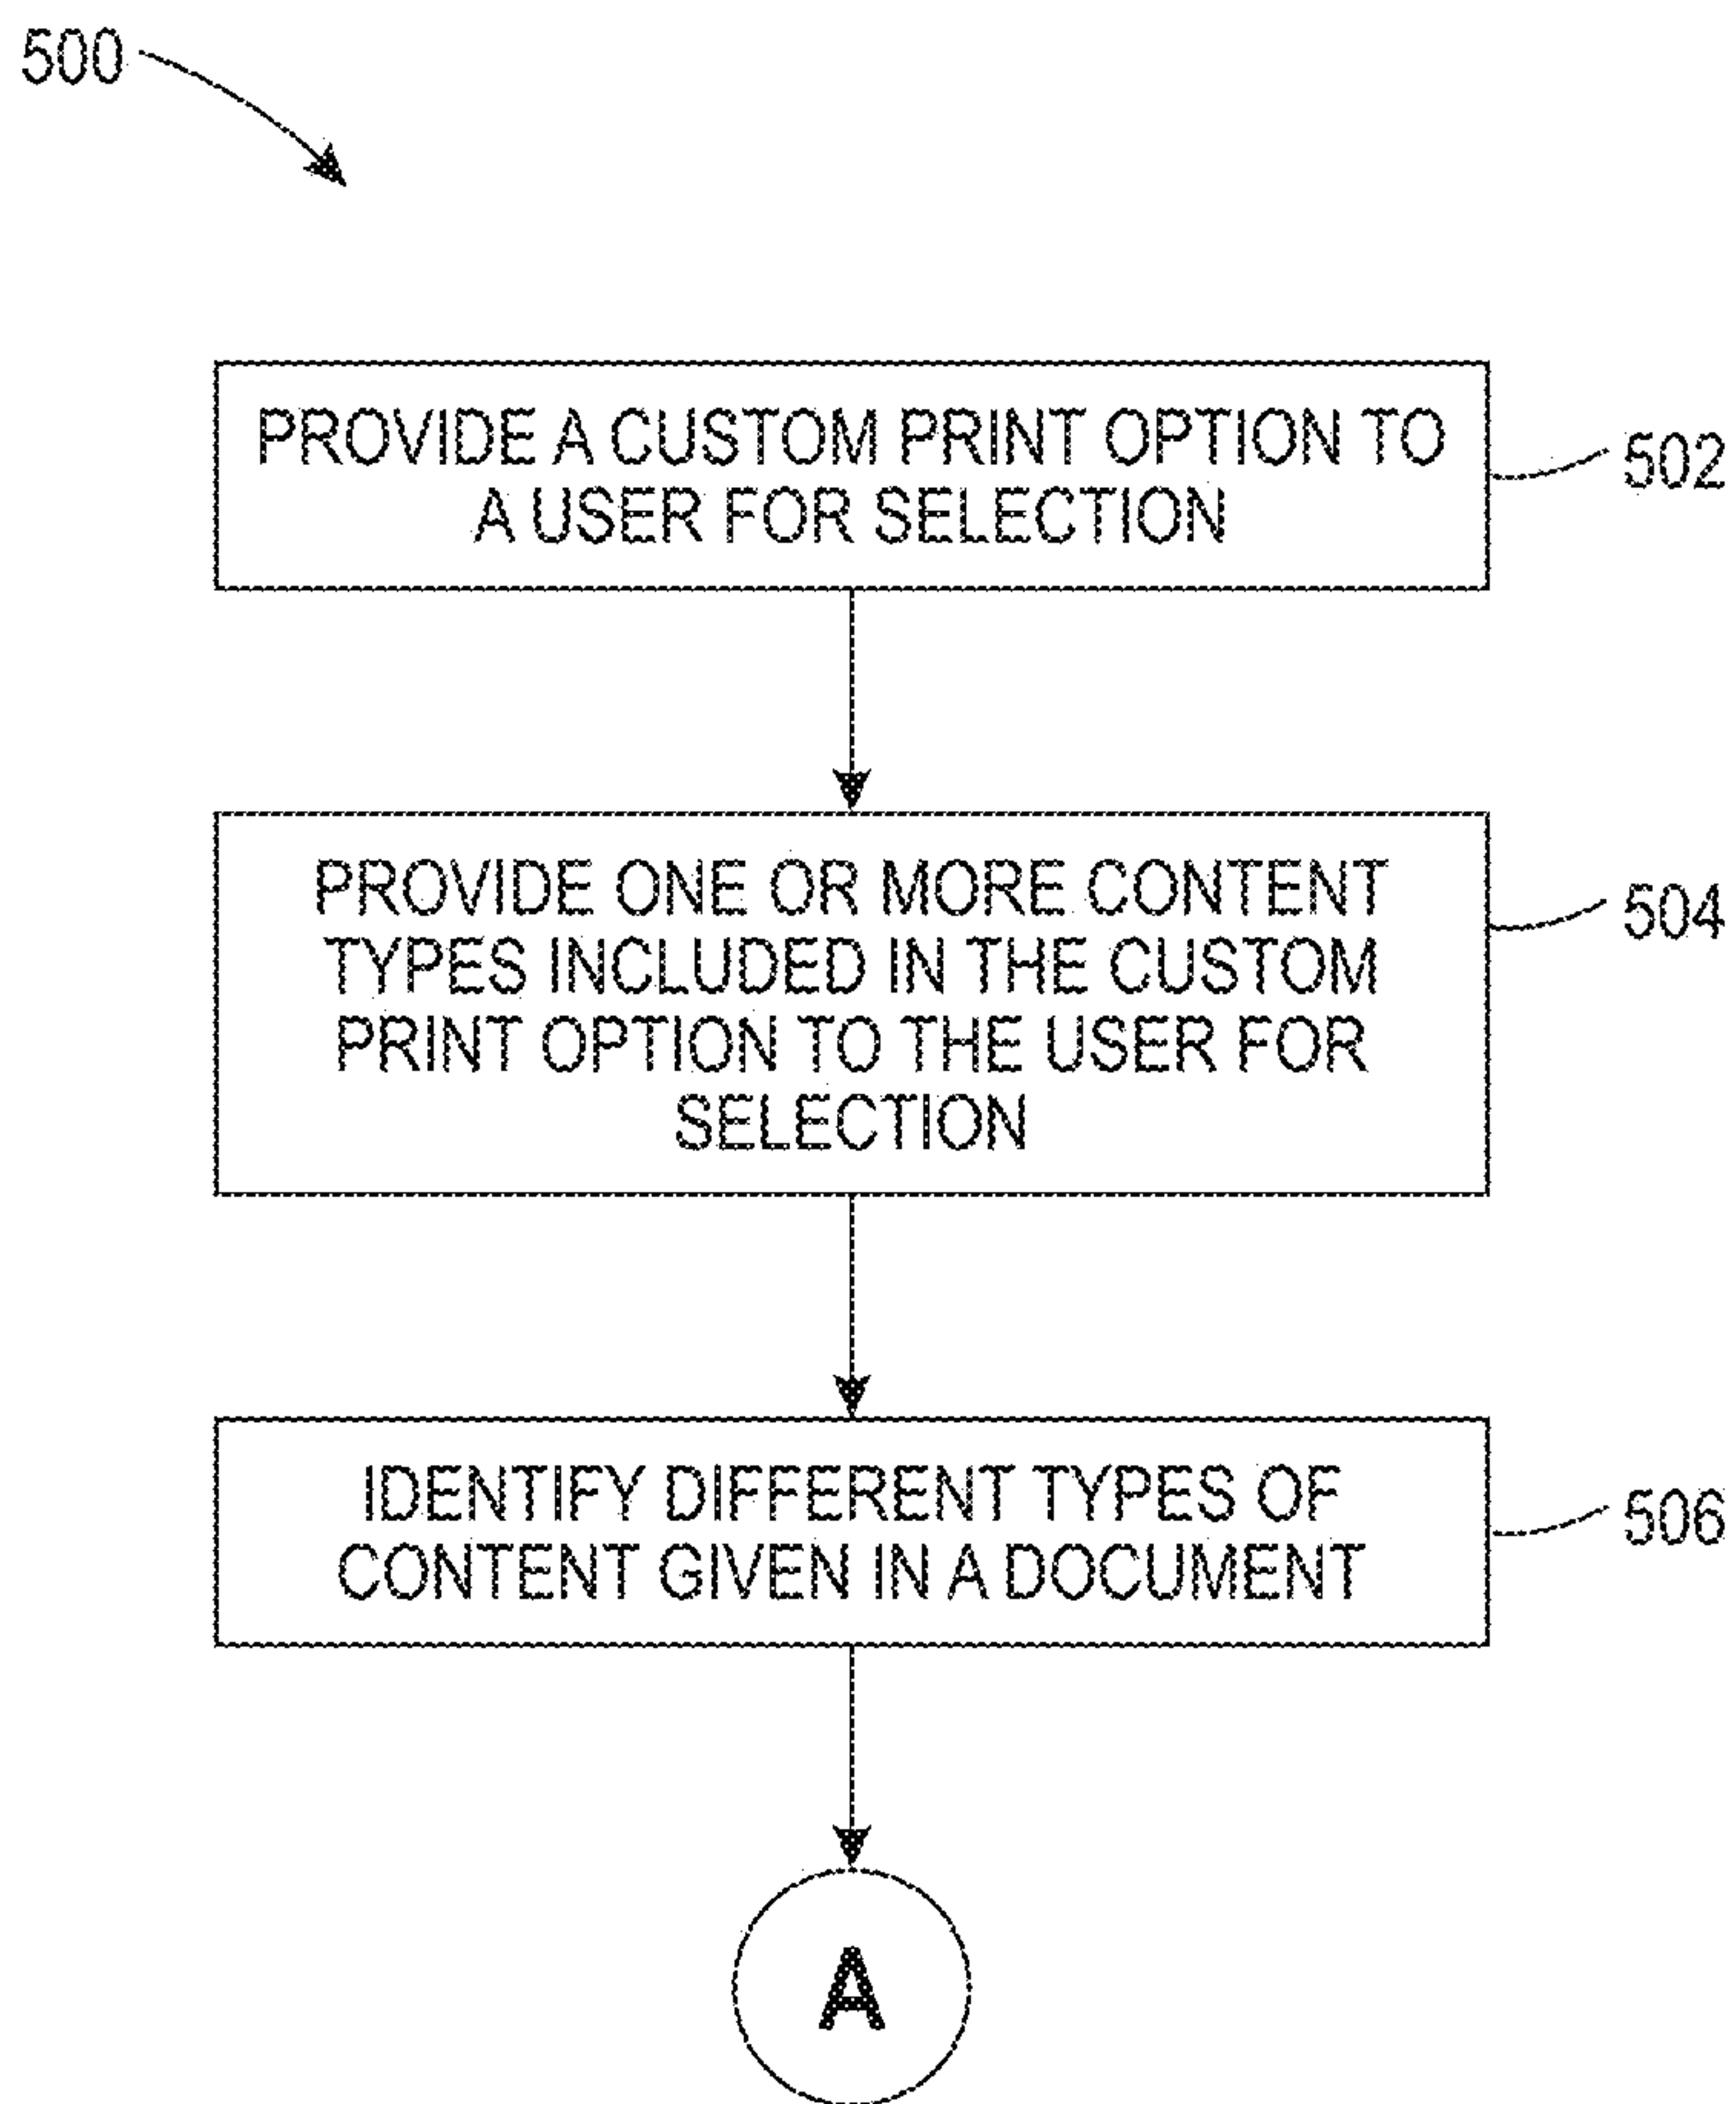 500
PROVIDE A CUSTOM PRINT OPTION TO
A USER FOR SELECTION
502
PROVIDE ONE OR MORE CONTENT
TYPES INCLUDED IN THE CUSTOM
PRINT OPTION TO THE USER FOR
SELECTION
504
IDENTIFY DIFFERENT TYPES OF
CONTENT GIVEN IN A DOCUMENT
506
A